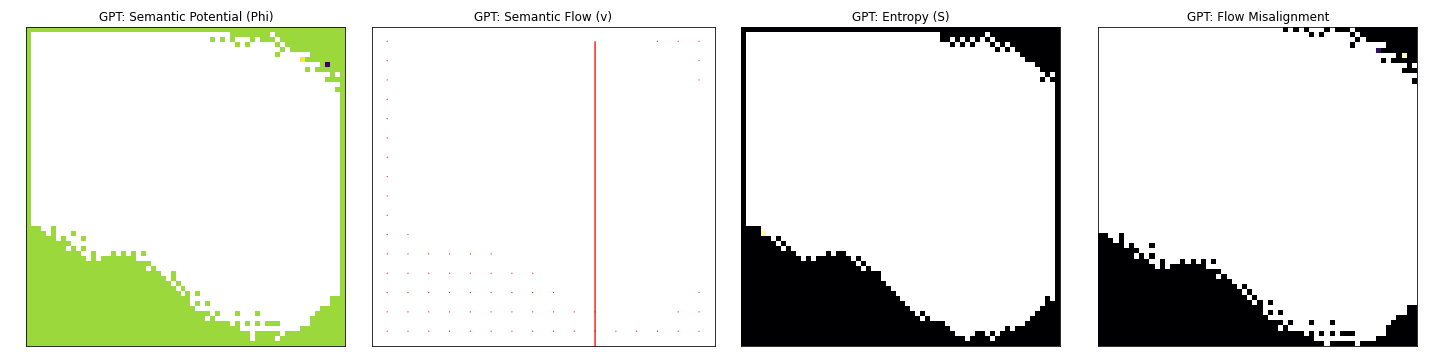 GPT: Semantic Potential (Phi)
GPT: Semantic Flow (v)
GPT: Entropy (S)
GPT: Flow Misalignment